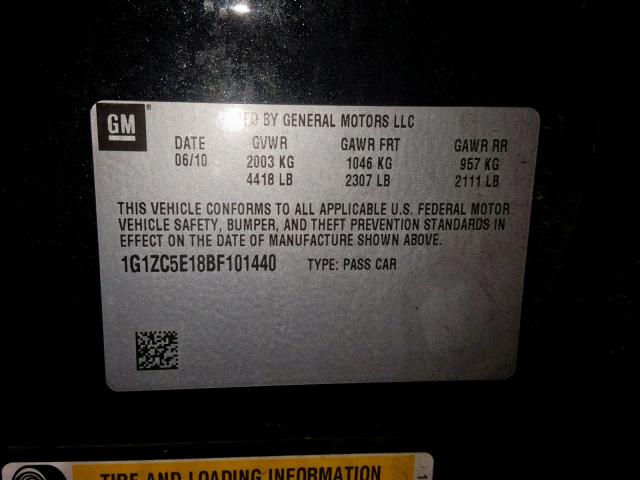 GM ®
BY GENERAL MOTORS LLC
DATE GVWR GAWR FRT GAWR RR
06/10 2003 KG 1046 KG 957 KG
4418 LB 2307 LB 2111 LB
THIS VEHICLE CONFORMS TO ALL APPLICABLE U.S. FEDERAL MOTOR
VEHICLE SAFETY, BUMPER, AND THEFT PREVENTION STANDARDS IN
EFFECT ON THE DATE OF MANUFACTURE SHOWN ABOVE.
1G1ZC5E18BF101440 TYPE: PASS CAR
TIRE AND LOADING INFORMATION